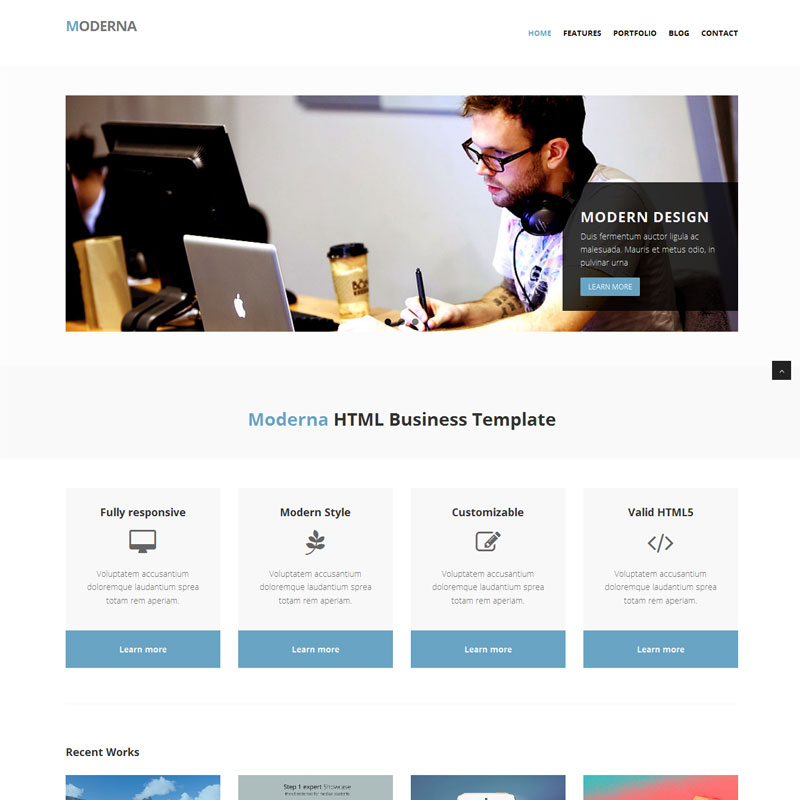 MODERNA
HOME FEATURES PORTFOLIO BLOG CONTACT
MODERN DESIGN
Duis fermentum auctor ligula ac
malesuada. Mauris et metus odio, in
pulvinar urna
LEARN MORE
Moderna HTML Business Template
Fully responsive
Voluptatem accusantium
doloremque laudantium sprea
totam rem aperiam.
Learn more
Modern Style
Voluptatem accusantium
doloremque laudantium sprea
totam rem aperiam.
Learn more
Customizable
Voluptatem accusantium
doloremque laudantium sprea
totam rem aperiam.
Learn more
Valid HTML5
Voluptatem accusantium
doloremque laudantium sprea
totam rem aperiam.
Learn more
Recent Works
Step 1 expert Showcase